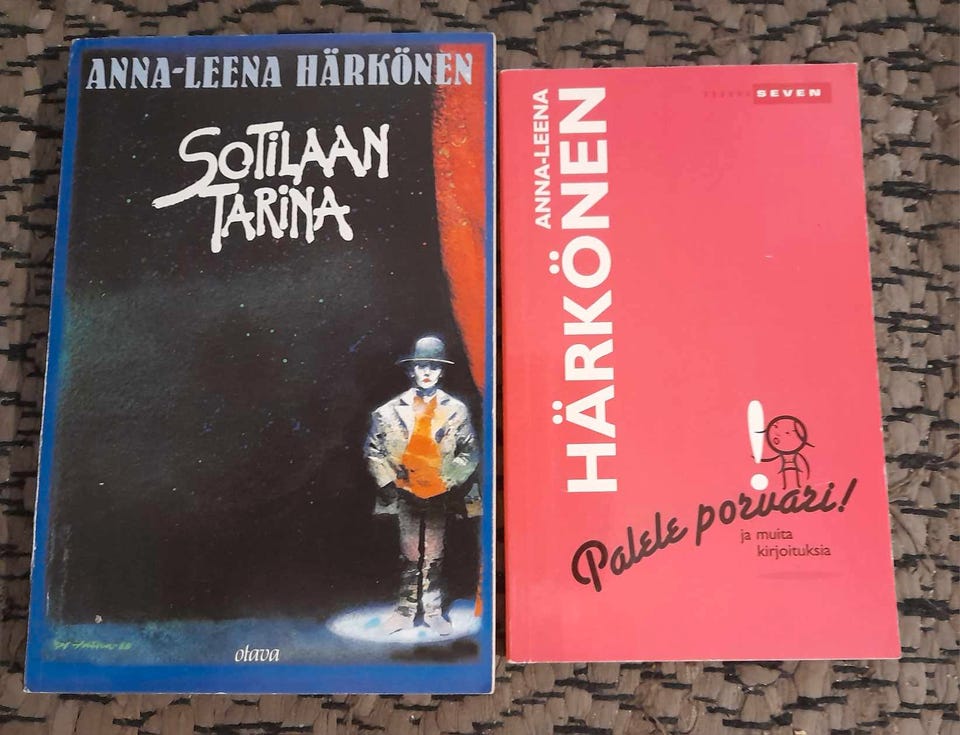 ANNA-LEENA HÄRKÖNEN
SOTILAAN
TARINA
otava
SEVEN
ANNA-LEENA
HÄRKÖNEN
Palele porvari!
ja muita
kirjoituksia